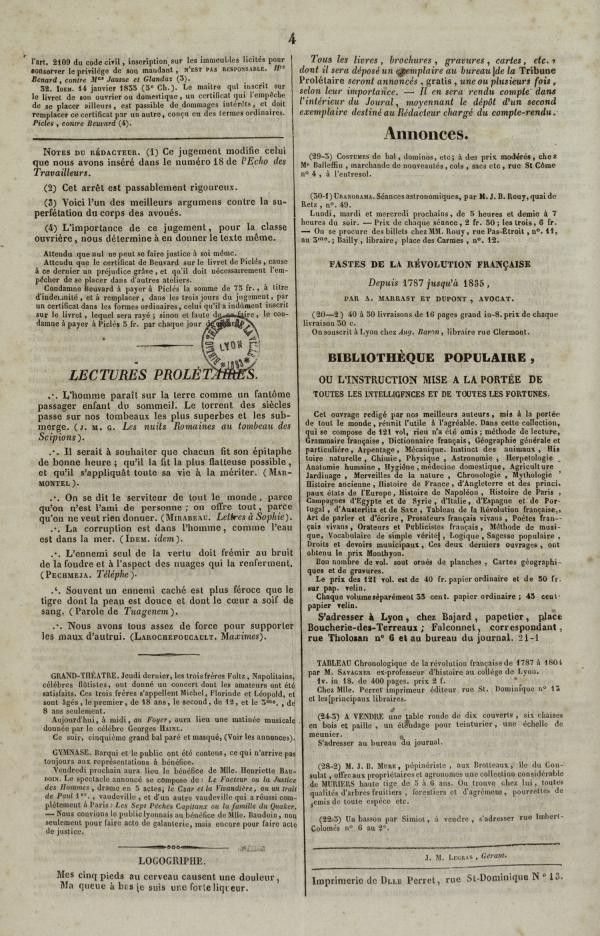 4
l'art. 2109 du code civil, inscription sur les immeubles licités pour
conserver le privilége de son mandant, N'EST PAS RESPONSABLE. Hrs
Benard, contre Mes Jausse et Glandaz (3).
32. IDEM. 14 janvier 1835 (5e Ch.). Le maitre qui inscrit sur
le livret de son ouvrier ou domestique, un certificat qui l'empêche
de se placer ailleurs, est passible de dommages intérêts, et doit
remplacer ce certificat par un autre, conçu en des termes ordinaires.
Picles, contre Beuvard (4).
NOTES DU RÉDACTEUR. (1) Ce jugement modifie celui
que nous avons inséré dans le numéro 18 de l'Echo des
Travailleurs.
(2) Cet arrêt est passablement rigoureux.
(3) Voici l'un des meilleurs argumens contre la su-
perfétation du corps des avoués.
(4) L'importance de ce jugement, pour la classe
ouvrière, nous détermine à en donner le texte même.
Attendu que nul ne peut se faire justice à soi même.
Attendu que le certificat de Beuvard sur le livret de Piclés, cause
à ce dernier un préjudice grâve, et qu'il doit nécessairement l'em-
pêcher de se placer dans d'autres ateliers.
Condamne Beuvard à payer à Piclés la somme de 75 fr., à titre
d'indemnité, et à remplacer, dans les trois jours du jugement, par
un certificat dans les formes ordinaires, celui qu'il a indûment inscrit
sur le livret, lequel sera rayé; sinon et faute de ce faire, le con-
damne à payer à Piclés 3 fr. par chaque jour de
LYON
LECTURES PROLÉTAIRES.
.·. L'homme paraît sur la terre comme un fantôme
passager enfant du sommeil. Le torrent des siècles
passe sur nos tombeaux les plus superbes et les sub-
merge. (J. M. G. Les nuits Romaines au tombeau des
Scipions).
.·. Il serait à souhaiter que chacun fit son épitaphe
de bonne heure; qu'il la fit la plus flatteuse possible,
et qu'il s'appliquât toute sa vie à la mériter. (MAR-
MONTEL).
.·. On se dit le serviteur de tout le monde, parce
qu'on n'est l'ami de personne; on offre tout, parce
qu'on ne veut rien donner. (MIRABEAU. Lettres à Sophie).
.·. La corruption est dans l'homme, comme l'eau
est dans la mer. (IDEM. idem).
.·. L'ennemi seul de la vertu doit frémir au bruit
de la foudre et à l'aspect des nuages qui la renferment.
(PECHMEJA. Téléphe).
.·. Souvent un ennemi caché est plus féroce que le
tigre dont la peau est douce et dont le cœur a soif de
sang. (Parole de Tuagenem).
.·. Nous avons tous assez de force pour supporter
les maux d'autrui. (LAROCHEFOUCAULT. Maximes).
GRAND-THÉATRE. Jeudi dernier, les trois frères Foltz, Napolitains,
célèbres flûtistes, ont donné un concert dont les amateurs ont été
satisfaits. Ces trois frères s'appellent Michel, Florinde et Léopold, et
sont âgés, le premier, de 18 ans, le second, de 12, et le 3me., de
8 ans seulement.
Aujourd'hui, à midi, au Foyer, aura lieu une matinée musicale
donnée par le célèbre Georges HAINL.
Ce soir, cinquième grand bal paré et masqué, (Voir les annonces).
GYMNASE. Barqui et le public ont été contens, ce qui n'arrive pas
toujours aux représentations à bénéfice.
Vendredi prochain aura lieu le bénéfice de Mlle. Henriette BAU-
DOIN. Le spectacle annoncé se compose de: Le Facteur ou la Justice
des Hommes, drame en 5 actes; le Czar et la Vivandière, ou un trait
de Paul 1er., vaudeville, et d'un autre vaudeville qui a réussi com-
plètement à Paris: Les Sept Péchés Capitaux ou la famille du Quaker.
— Nous convions le public lyonnais au bénéfice de Mlle. Baudoin, non
seulement pour faire acte de galanterie, mais encore pour faire acte
de justice.
LOGOGRIPHE.
Mes cinq pieds au cerveau causent une douleur,
Ma queue à bas je suis une forte liqueur.
Tous les livres, brochures, gravures, cartes, etc.,
dont il sera déposé un exemplaire au bureau de la Tribune
Prolétaire seront annoncés, gratis, une ou plusieurs fois,
selon leur importance. — Il en sera rendu compte dans
l'intérieur du Joural, moyennant le dépôt d'un second
exemplaire destiné au Rédacteur chargé du compte-rendu.
Annonces.
(29-3) COSTUMES de bal, dominos, etc; à des prix modérés, chez
Me Balleffin, marchande de nouveautés, cols, sacs etc, rue St Côme
n° 4, à l'entresol.
(30-1) URANORAMA. Séances astronomiques, par M. J. B. Rouy, quai de
Retz, n°. 49.
Lundi, mardi et mercredi prochains, de 5 heures et demie à 7
heures du soir. — Prix de chaque séance, 2 fr. 50; les trois, 6 fr.
— On se procure des billets chez MM. Rouy, rue Pas-Étroit, n°. 11,
au 3me.; Bailly, libraire, place des Carmes, n°. 12.
FASTES DE LA RÉVOLUTION FRANÇAISE
Depuis 1787 jusqu'à 1835,
PAR A. MARRAST ET DUPONT, AVOCAT.
(20—2) 40 à 50 livraisons de 16 pages grand in-8. prix de chaque
livraison 50 c.
On souscrit à Lyon chez Aug. Baron, libraire rue Clermont.
BIBLIOTHÈQUE POPULAIRE,
OU L'INSTRUCTION MISE A LA PORTÉE DE
TOUTES LES INTELLIGENCES ET DE TOUTES LES FORTUNES.
Cet ouvrage redigé par nos meilleurs auteurs, mis à la portée
de tout le monde, réunit l'utile à l'agréable. Dans cette collection,
qui se compose de 121 vol, rien n'a été omis; méthode de lecture,
Grammaire française, Dictionnaire français, Géographie générale et
particulière, Arpentage, Mécanique. Instinct des animaux, His
toire naturelle, Chimie, Physique, Astronomie, Herpetologie,
Anatomie humaine, Hygiène, médecine domestique, Agriculture
Jardinage, Merveilles de la nature, Chronologie, Mythologie
Histoire ancienne, Histoire de France, d'Angleterre et des princi-
paux états de l'Europe, Histoire de Napoléon, Histoire de Paris,
Campagnes d'Egypte et de Syrie, d'Italie, d'Espagne et de Por-
tugal, d'Austerlitz et de Saxe, Tableau de la Révolution française,
Art de parler et d'écrire, Prosateurs français vivans, Poétes fran-
çais vivans, Orateurs et Publicistes français, Méthode de musi-
que, Vocabulaire de simple vérité, Logique, Sagesse populaire,
Droits et devoirs municipaux, Ces deux derniers ouvrages, ont
obtenu le prix Monthyon.
Bon nombre de vol. sont ornés de planches, Cartes géographi-
ques et de gravures.
Le prix des 121 vol. est de 40 fr. papier ordinaire et de 50 fr.
sur pap. velin.
Chaque volume séparément 35 cent. papier ordinaire; 45 cent.
papier velin.
S'adresser à Lyon, chez Bajard, papetier, place
Boucherie-des-Terreaux; Falconnet, correspondant,
rue Tholosan n° 6 et au bureau du journal. 21-1
TABLEAU Chronologique de la révolution française de 1787 à 1804
par M. SAVAGNER ex-professeur d'histoire au collége de Lyon.
1v. in 18. de 400 pages. prix 2 f.
Chez Mlle. Perret imprimeur éditeur rue St. Dominique n° 13
et les principaux libraires.
(24-3) A VENDRE une table ronde de dix couverts, six chaises
en bois et paille, un étendage pour teinturier, une échelle de
meunier.
S'adresser au bureau du journal.
(28-2) M. J. B. MURE, pépiniériste, aux Brotteaux, île du Con-
sulat, offre aux propriétaires et agronomes une collection considérable
de MURIERS haute tige de 5 à 6 ans. On trouve chez lui, toutes
qualités d'arbres fruitiers, forestiers et d'agrémens, pourrettes de
semis de toute espèce etc.
(22-3) Un basson par Simiot, à vendre, s'adresser rue Imbert-
Colomès n° 6 au 2e.
J. M. LEGRAS, Gérant.
Imprimerie de DLLE Perret, rue St-Dominique N° 13.